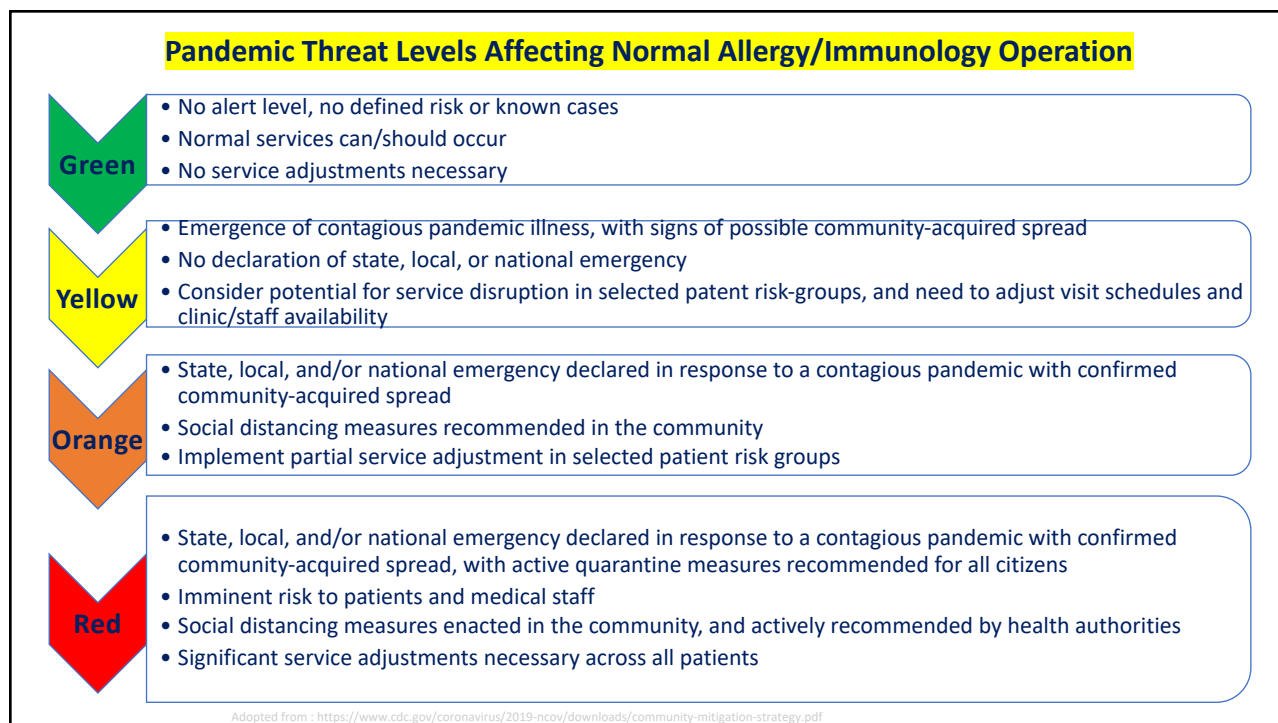 Pandemic Threat Levels Affecting Normal Allergy/Immunology Operation
Green
• No alert level, no defined risk or known cases
• Normal services can/should occur
• No service adjustments necessary
Yellow
• Emergence of contagious pandemic illness, with signs of possible community-acquired spread
• No declaration of state, local, or national emergency
• Consider potential for service disruption in selected patent risk-groups, and need to adjust visit schedules and
clinic/staff availability
Orange
• State, local, and/or national emergency declared in response to a contagious pandemic with confirmed
community-acquired spread
• Social distancing measures recommended in the community
• Implement partial service adjustment in selected patient risk groups
Red
• State, local, and/or national emergency declared in response to a contagious pandemic with confirmed
community-acquired spread, with active quarantine measures recommended for all citizens
• Imminent risk to patients and medical staff
• Social distancing measures enacted in the community, and actively recommended by health authorities
• Significant service adjustments necessary across all patients
Adopted from : https://www.cdc.gov/coronavirus/2019-ncov/downloads/community-mitigation-strategy.pdf